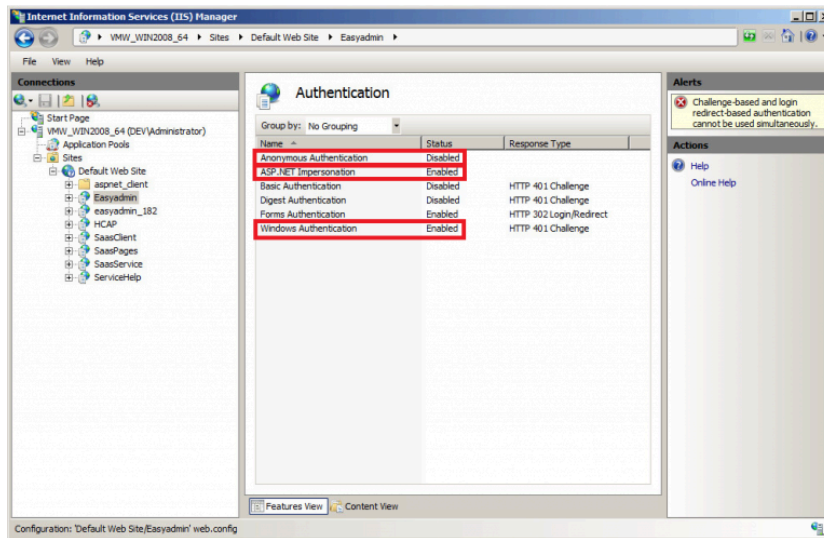 Internet Information Services (IIS) Manager
VMW_WIN2008_64 Sites Default Web Site Easyadmin
File View Help
Connections
Start Page
VMW_WIN2008_64 (DEV\Administrator)
Application Pools
Sites
Default Web Site
aspnet_client
Easyadmin
easyadmin_182
HCAP
SaasClient
SaasPages
SaasService
ServiceHelp
Authentication
Group by: No Grouping
Name Status Response Type
Anonymous Authentication Disabled
ASP.NET Impersonation Enabled
Basic Authentication Disabled HTTP 401 Challenge
Digest Authentication Disabled HTTP 401 Challenge
Forms Authentication Enabled HTTP 302 Login/Redirect
Windows Authentication Enabled HTTP 401 Challenge
Features View Content View
Alerts
Challenge-based and login
redirect-based authentication
cannot be used simultaneously.
Actions
Help
Online Help
Configuration: 'Default Web Site/Easyadmin' web.config